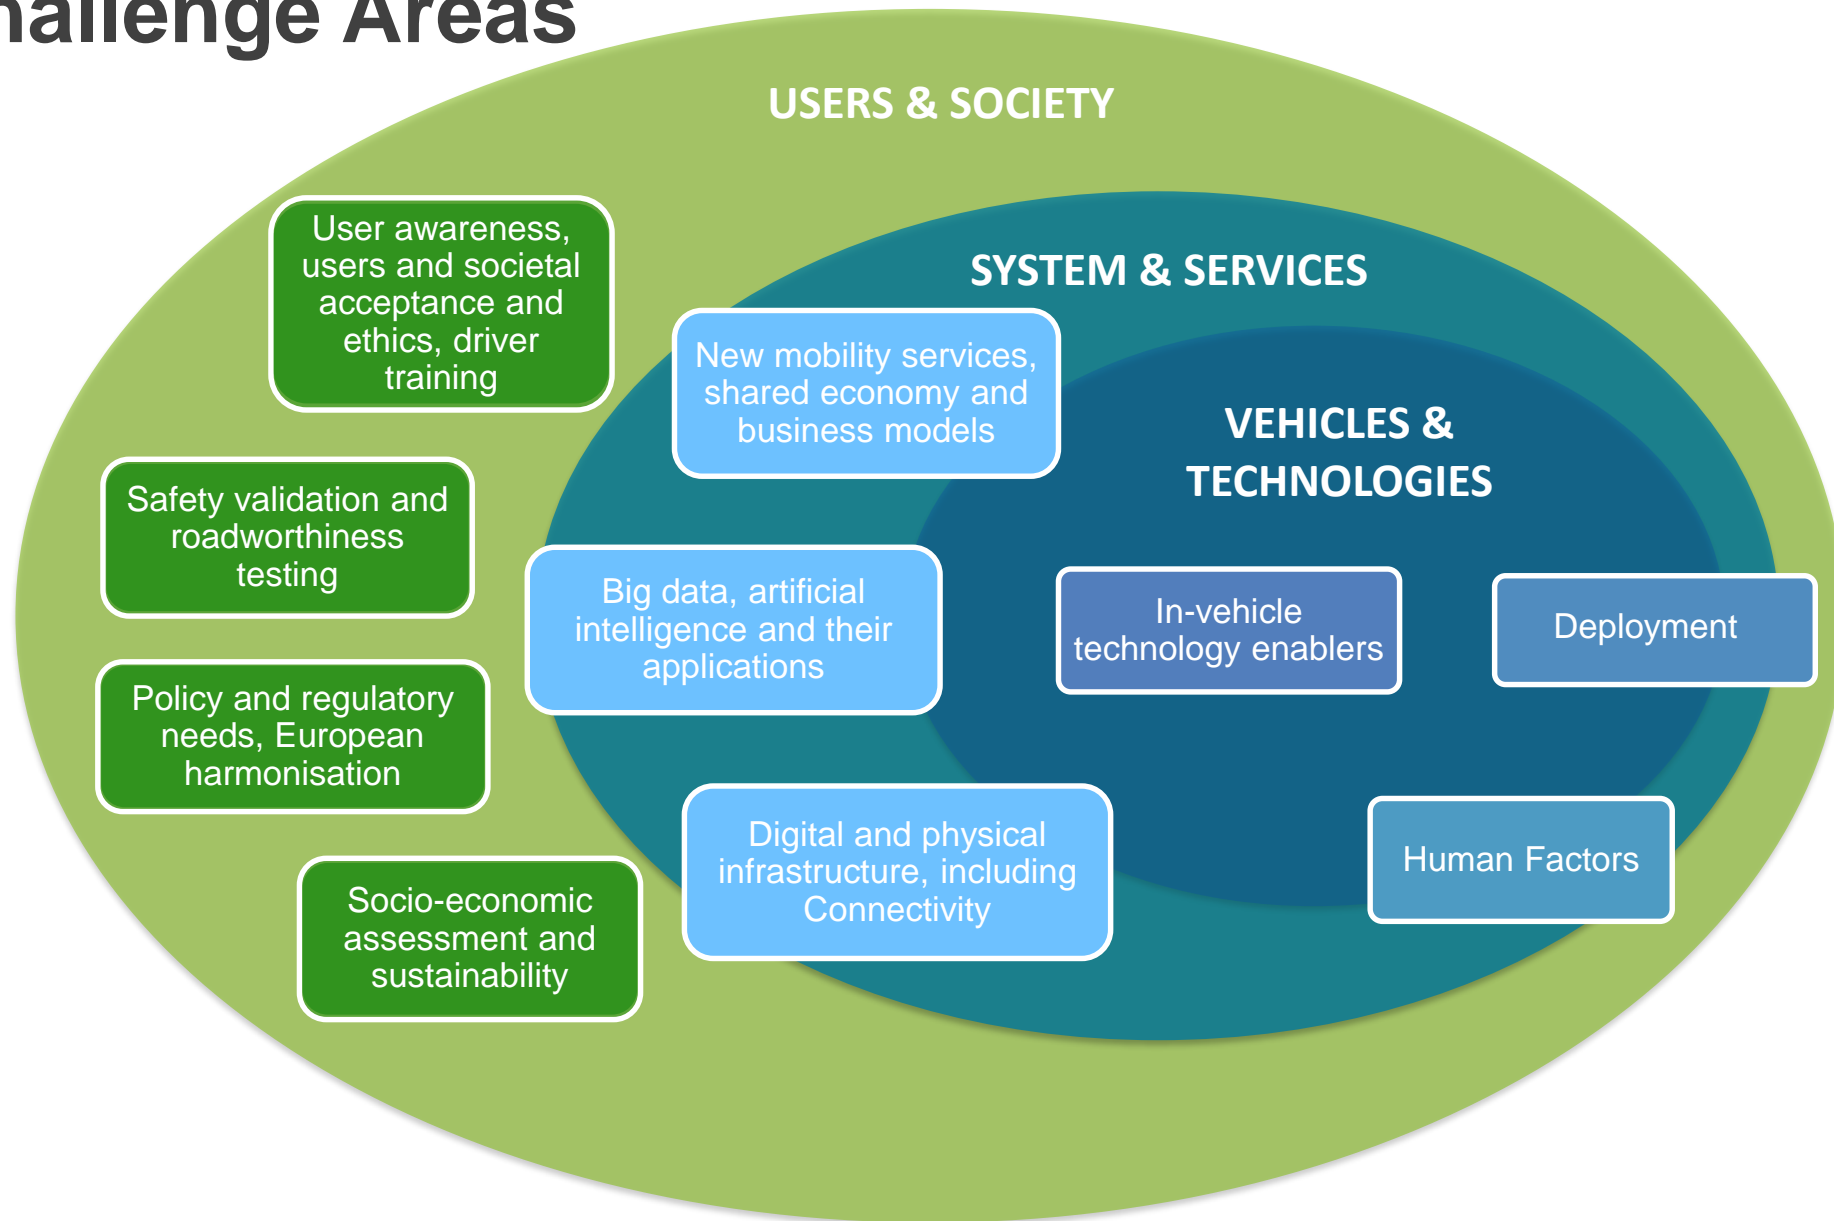 hallenge Areas
USERS & SOCIETY
User awareness,
users and societal
acceptance and
ethics, driver
training
SYSTEM & SERVICES
New mobility services,
shared economy and
business models
VEHICLES &
TECHNOLOGIES
Safety validation and
roadworthiness
testing
Big data, artificial
intelligence and their
applications
In-vehicle
technology enablers
Deployment
Policy and regulatory
needs, European
harmonisation
Digital and physical
infrastructure, including
Connectivity
Human Factors
Socio-economic
assessment and
sustainability